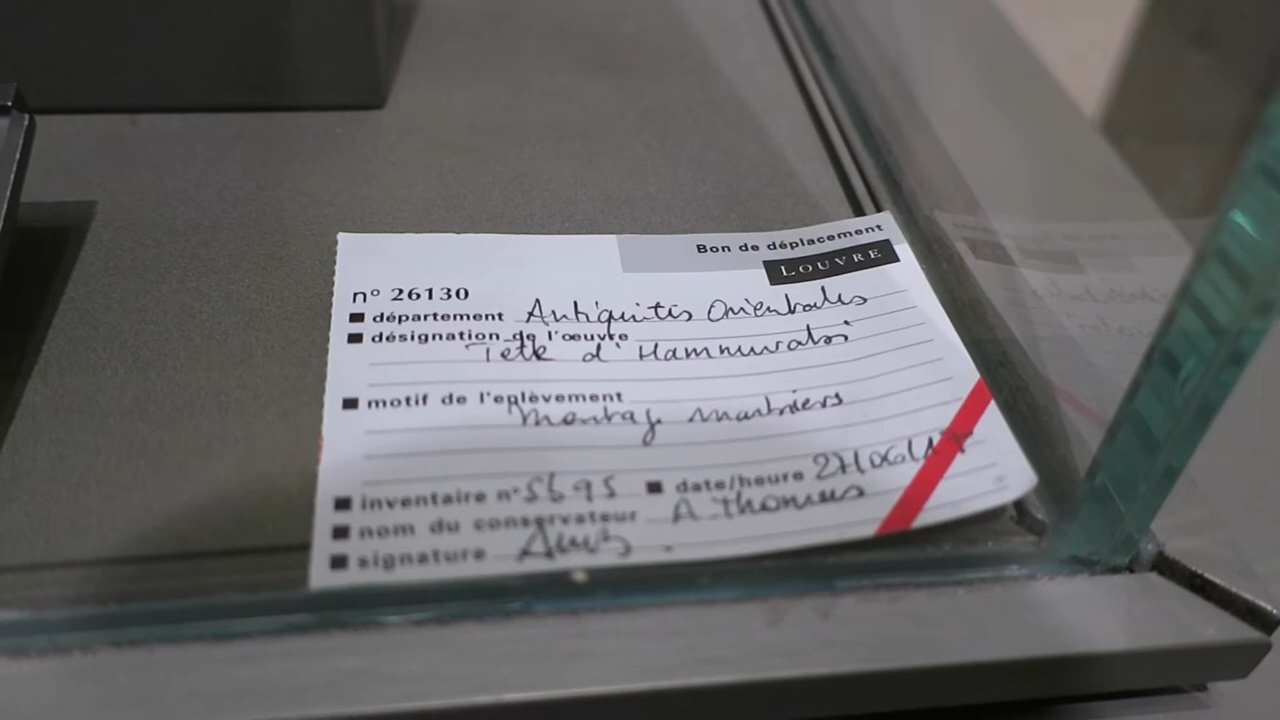 Bon de déplacement
LOUVRE
n° 26130
département Antiquités Orientales
désignation de l'œuvre
Tête d'Hammurabi
motif de l'enlèvement
Montage marbriers
inventaire n° 5695 date/heure 27/06/17
nom du conservateur A. Thomas
signature